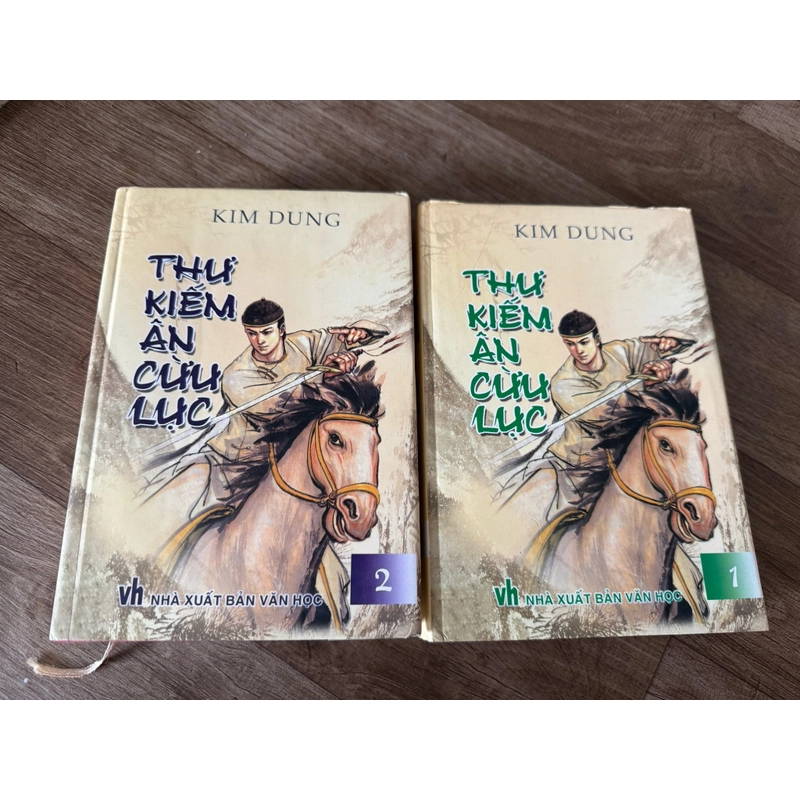 KIM DUNG
THƯ
KIẾM
ÂN
CỪU
LỤC
2
vh NHÀ XUẤT BẢN VĂN HỌC
KIM DUNG
THƯ
KIẾM
ÂN
CỪU
LỤC
1
vh NHÀ XUẤT BẢN VĂN HỌC